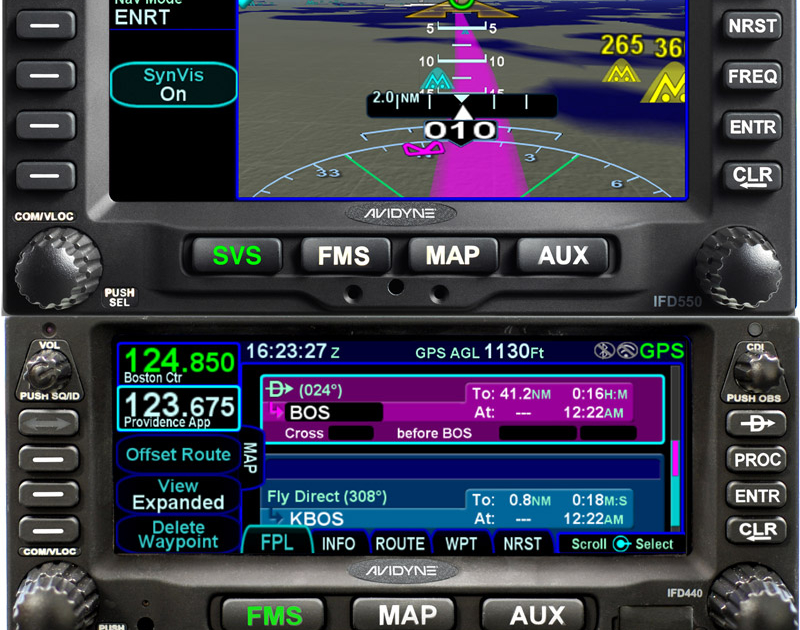 Nav Mode
ENRT
SynVis
On
5 5
10 10
15
265 36
2.0 NM
010
33
3
6
NRST
FREQ
ENTR
CLR
COM/VLOC
PUSH
SEL
AVIDYNE
SVS
FMS
MAP
AUX
IFD550
VOL
PUSH SQ/ID
124.850
Boston Ctr
123.675
Providence App
Offset Route
View
Expanded
Delete
Waypoint
COM/VLOC
PUSH
16:23:27 Z
GPS AGL 1130Ft
GPS
MAP
D (024°)
BOS
To: 41.2NM 0:16H:M
At: --- 12:22AM
Cross before BOS
Fly Direct (308°)
KBOS
To: 0.8NM 0:18M:S
At: --- 12:22AM
FPL
INFO
ROUTE
WPT
NRST
Scroll Select
CDI
PUSH OBS
D
PROC
ENTR
CLR
AVIDYNE
IFD440
FMS
MAP
AUX